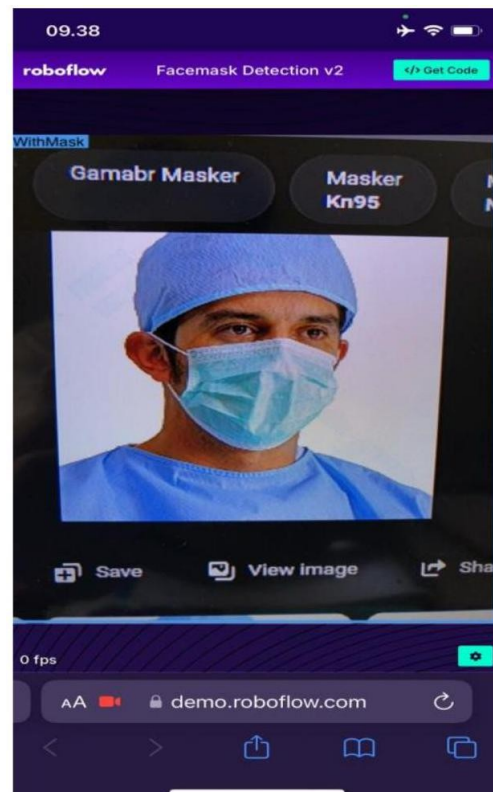 09.38
roboflow Facemask Detection v2 </> Get Code
WithMask
Gamabr Masker
Masker
Kn95
Save View image Sha
0 fps
AA demo.roboflow.com